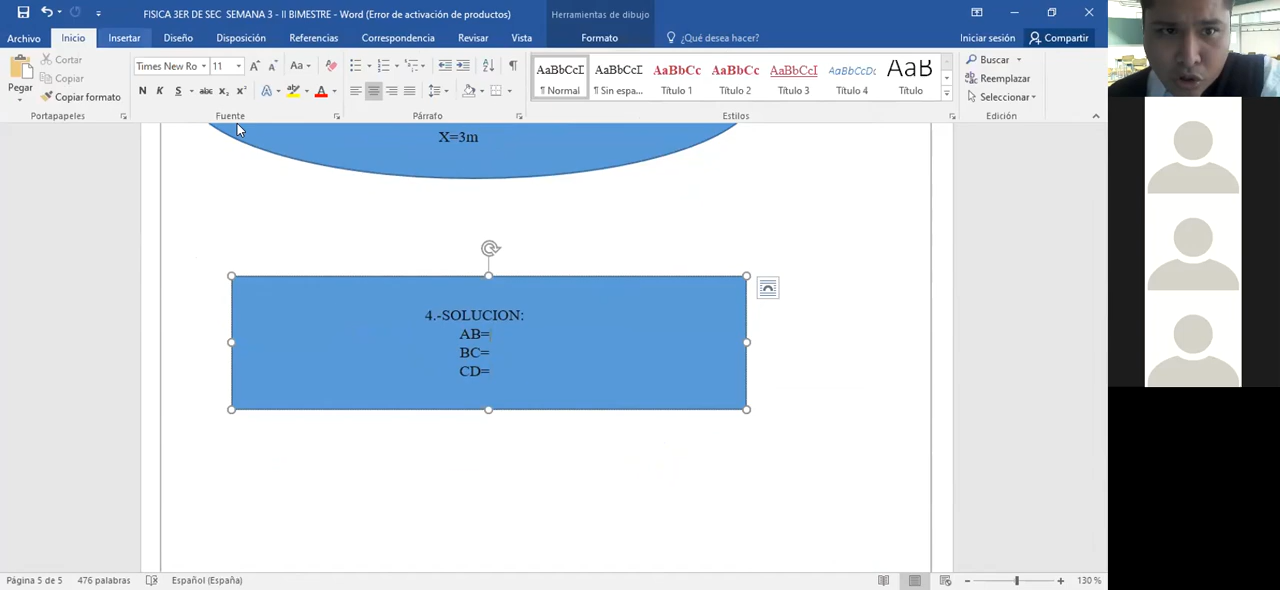 FISICA 3ER DE SEC SEMANA 3 - II BIMESTRE - Word (Error de activación de productos)
Herramientas de dibujo
Archivo Inicio Insertar Diseño Disposición Referencias Correspondencia Revisar Vista Formato ¿Qué desea hacer? Iniciar sesión Compartir
Pegar
Cortar
Copiar
Copiar formato
Portapapeles
Times New Ro 11
Aa
N K S abc x₂ x²
Fuente
Párrafo
AaBbCcI
¶ Normal
AaBbCcI
¶ Sin espa...
AaBbCc
Título 1
AaBbCc
Título 2
AaBbCcI
Título 3
AaBbCcDc
Título 4
AaB
Título
Estilos
Buscar
Reemplazar
Seleccionar
Edición
X=3m
4.-SOLUCION:
AB=
BC=
CD=
Página 5 de 5 476 palabras Español (España) 130 %